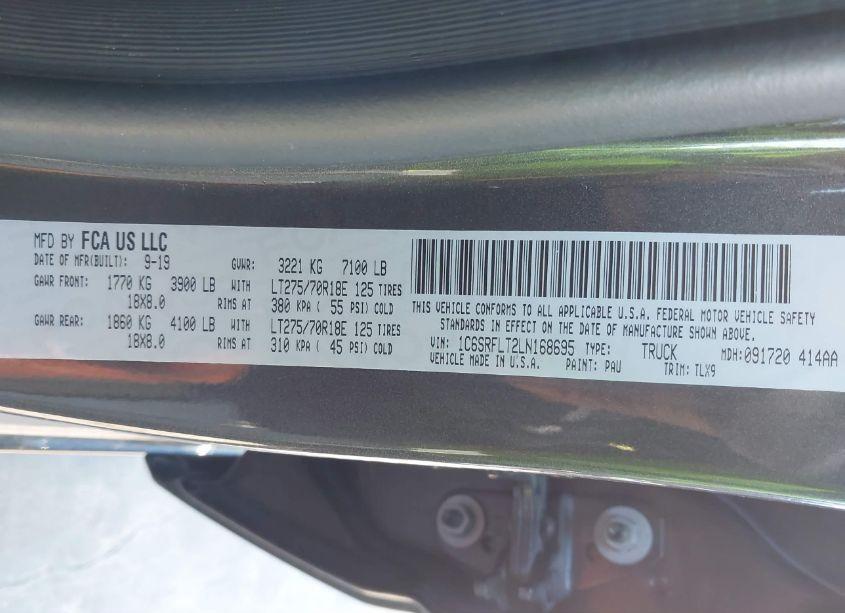 MFD BY FCA US LLC
DATE OF MFR(BUILT): 9-19 GVWR: 3221 KG 7100 LB
GAWR FRONT: 1770 KG 3900 LB WITH LT275/70R18E 125 TIRES
18X8.0 RIMS AT 380 KPA ( 55 PSI) COLD
GAWR REAR: 1860 KG 4100 LB WITH LT275/70R18E 125 TIRES
18X8.0 RIMS AT 310 KPA ( 45 PSI) COLD
THIS VEHICLE CONFORMS TO ALL APPLICABLE U.S.A. FEDERAL MOTOR VEHICLE SAFETY
STANDARDS IN EFFECT ON THE DATE OF MANUFACTURE SHOWN ABOVE.
VIN: 1C6SRFLT2LN168695 TYPE: TRUCK MDH:091720 414AA
VEHICLE MADE IN U.S.A. PAINT: PAU TRIM: TLX9